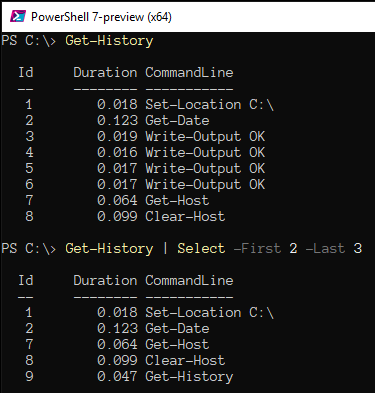 PowerShell 7-preview (x64)
PS C:\> Get-History
Id Duration CommandLine
-- -------- -----------
1 0.018 Set-Location C:\
2 0.123 Get-Date
3 0.019 Write-Output OK
4 0.016 Write-Output OK
5 0.017 Write-Output OK
6 0.017 Write-Output OK
7 0.064 Get-Host
8 0.099 Clear-Host
PS C:\> Get-History | Select -First 2 -Last 3
Id Duration CommandLine
-- -------- -----------
1 0.018 Set-Location C:\
2 0.123 Get-Date
7 0.064 Get-Host
8 0.099 Clear-Host
9 0.047 Get-History